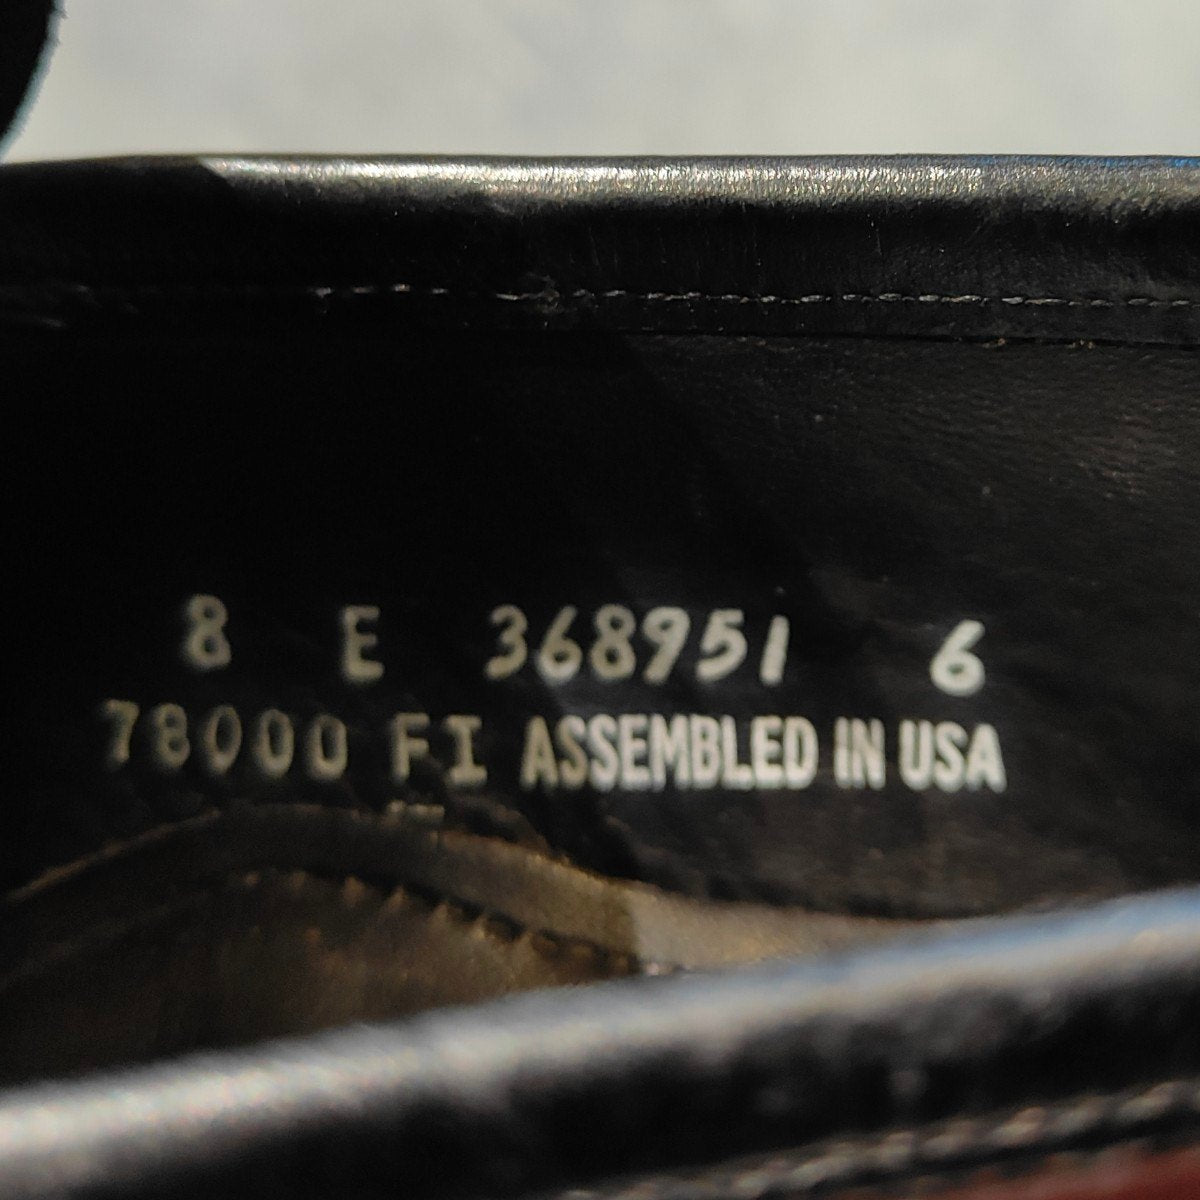 8 E 368951 6
78000 FI ASSEMBLED IN USA